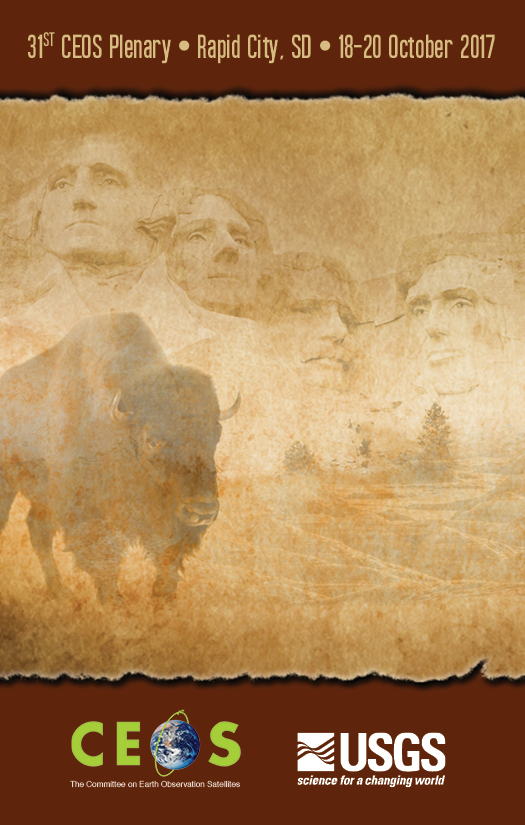 31ST CEOS Plenary • Rapid City, SD • 18-20 October 2017
CEOS
The Committee on Earth Observation Satellites
USGS
science for a changing world